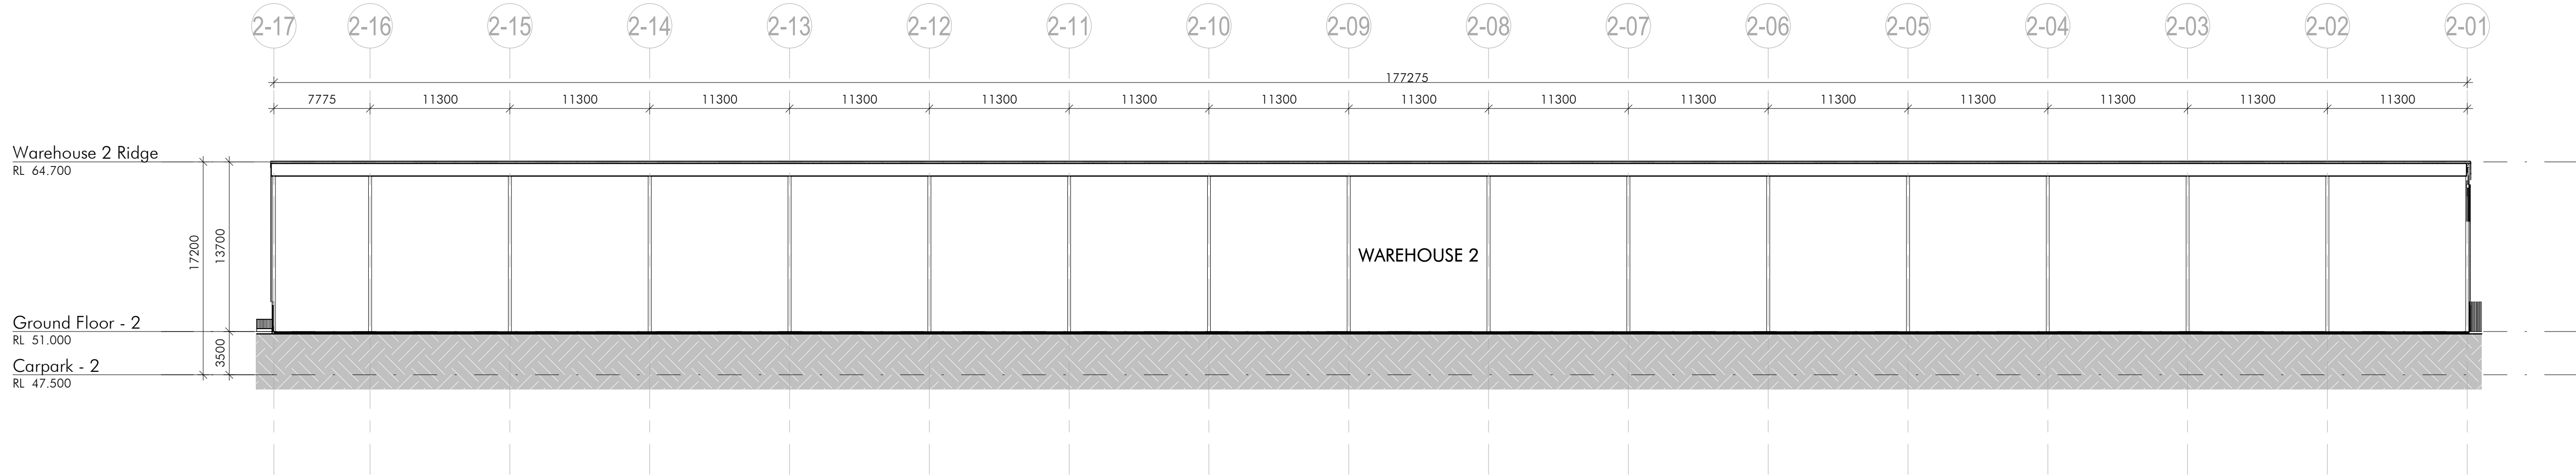 2-17 2-16 2-15 2-14 2-13 2-12 2-11 2-10 2-09 2-08 2-07 2-06 2-05 2-04 2-03 2-02 2-01
177275
7775 11300 11300 11300 11300 11300 11300 11300 11300 11300 11300 11300 11300 11300 11300 11300
Warehouse 2 Ridge
RL 64.700
17200
13700
WAREHOUSE 2
Ground Floor - 2
RL 51.000
3500
Carpark - 2
RL 47.500